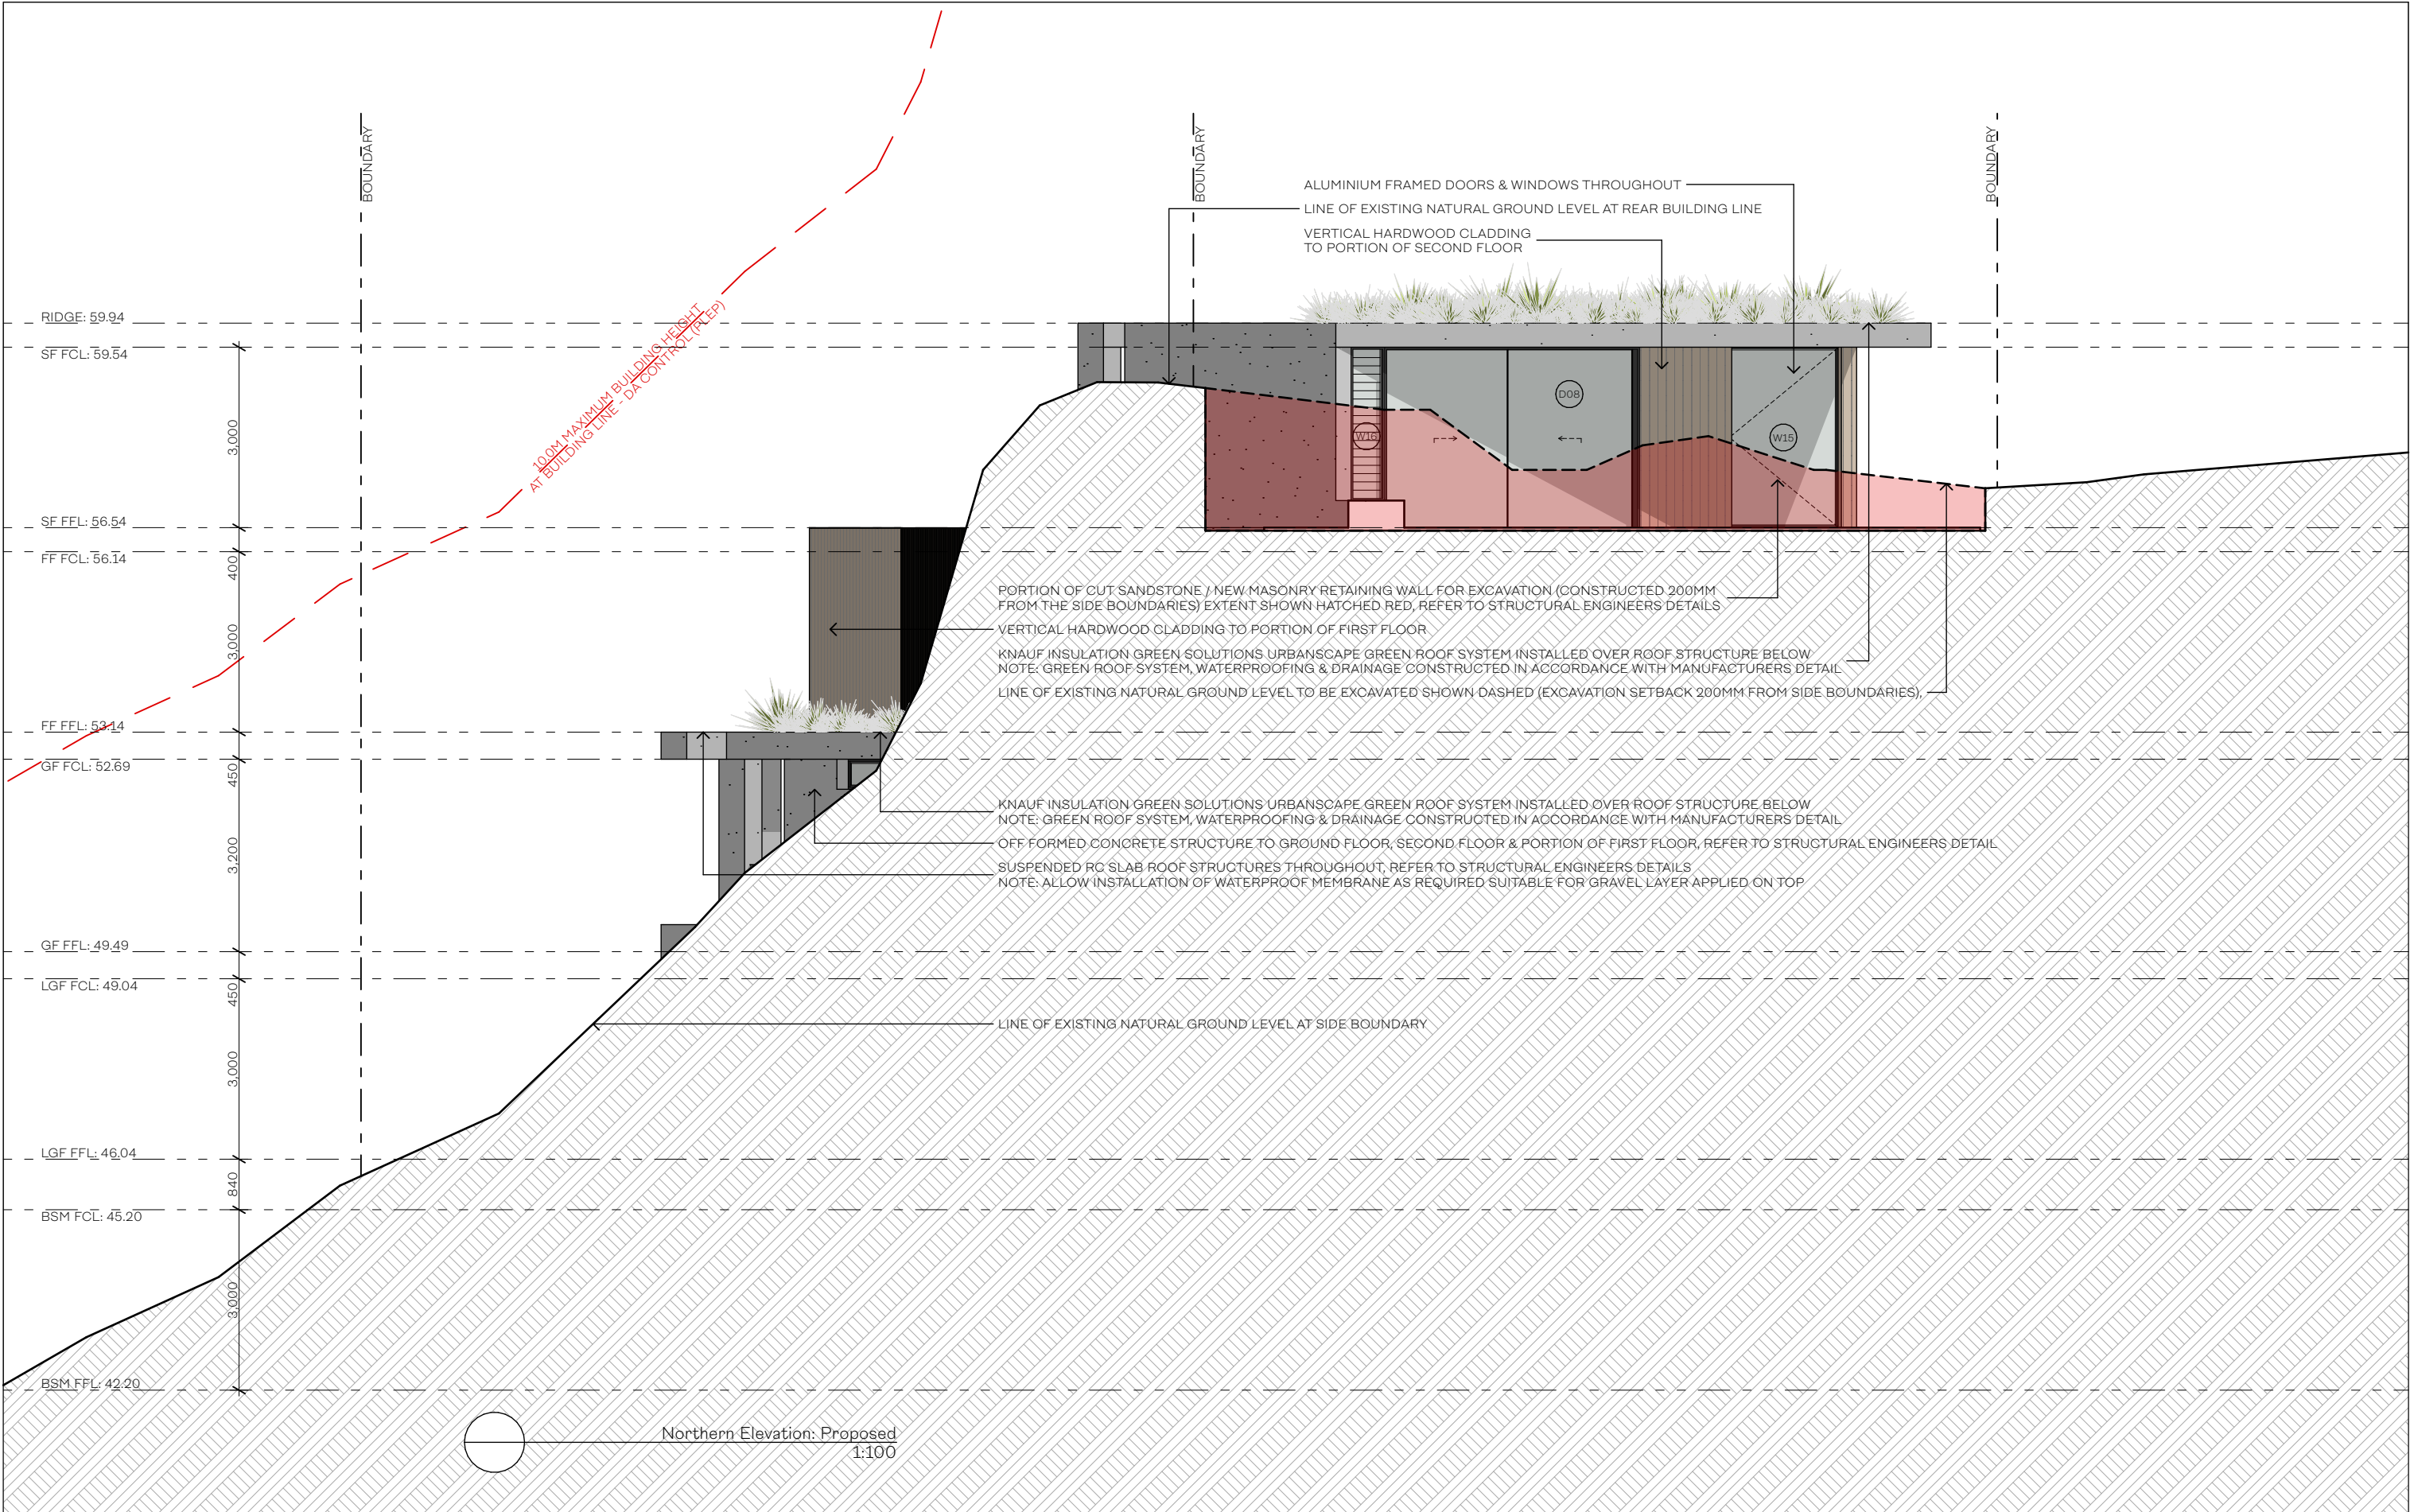 BOUNDARY
BOUNDARY
BOUNDARY
ALUMINIUM FRAMED DOORS & WINDOWS THROUGHOUT
LINE OF EXISTING NATURAL GROUND LEVEL AT REAR BUILDING LINE
VERTICAL HARDWOOD CLADDING
TO PORTION OF SECOND FLOOR
10.0M MAXIMUM BUILDING HEIGHT
AT BUILDING LINE - DA CONTROL (PLEP)
RIDGE: 59.94
SF FCL: 59.54
3,000
D08
W16
W15
SF FFL: 56.54
400
FF FCL: 56.14
3,000
PORTION OF CUT SANDSTONE / NEW MASONRY RETAINING WALL FOR EXCAVATION (CONSTRUCTED 200MM
FROM THE SIDE BOUNDARIES) EXTENT SHOWN HATCHED RED, REFER TO STRUCTURAL ENGINEERS DETAILS
VERTICAL HARDWOOD CLADDING TO PORTION OF FIRST FLOOR
KNAUF INSULATION GREEN SOLUTIONS URBANSCAPE GREEN ROOF SYSTEM INSTALLED OVER ROOF STRUCTURE BELOW
NOTE: GREEN ROOF SYSTEM, WATERPROOFING & DRAINAGE CONSTRUCTED IN ACCORDANCE WITH MANUFACTURERS DETAIL
LINE OF EXISTING NATURAL GROUND LEVEL TO BE EXCAVATED SHOWN DASHED (EXCAVATION SETBACK 200MM FROM SIDE BOUNDARIES),
FF FFL: 53.14
GF FCL: 52.69
450
KNAUF INSULATION GREEN SOLUTIONS URBANSCAPE GREEN ROOF SYSTEM INSTALLED OVER ROOF STRUCTURE BELOW
NOTE: GREEN ROOF SYSTEM, WATERPROOFING & DRAINAGE CONSTRUCTED IN ACCORDANCE WITH MANUFACTURERS DETAIL
OFF FORMED CONCRETE STRUCTURE TO GROUND FLOOR, SECOND FLOOR & PORTION OF FIRST FLOOR, REFER TO STRUCTURAL ENGINEERS DETAIL
SUSPENDED RC SLAB ROOF STRUCTURES THROUGHOUT, REFER TO STRUCTURAL ENGINEERS DETAILS
NOTE: ALLOW INSTALLATION OF WATERPROOF MEMBRANE AS REQUIRED SUITABLE FOR GRAVEL LAYER APPLIED ON TOP
3,200
GF FFL: 49.49
LGF FCL: 49.04
450
LINE OF EXISTING NATURAL GROUND LEVEL AT SIDE BOUNDARY
3,000
LGF FFL: 46.04
840
BSM FCL: 45.20
3,000
BSM FFL: 42.20
Northern Elevation: Proposed
1:100